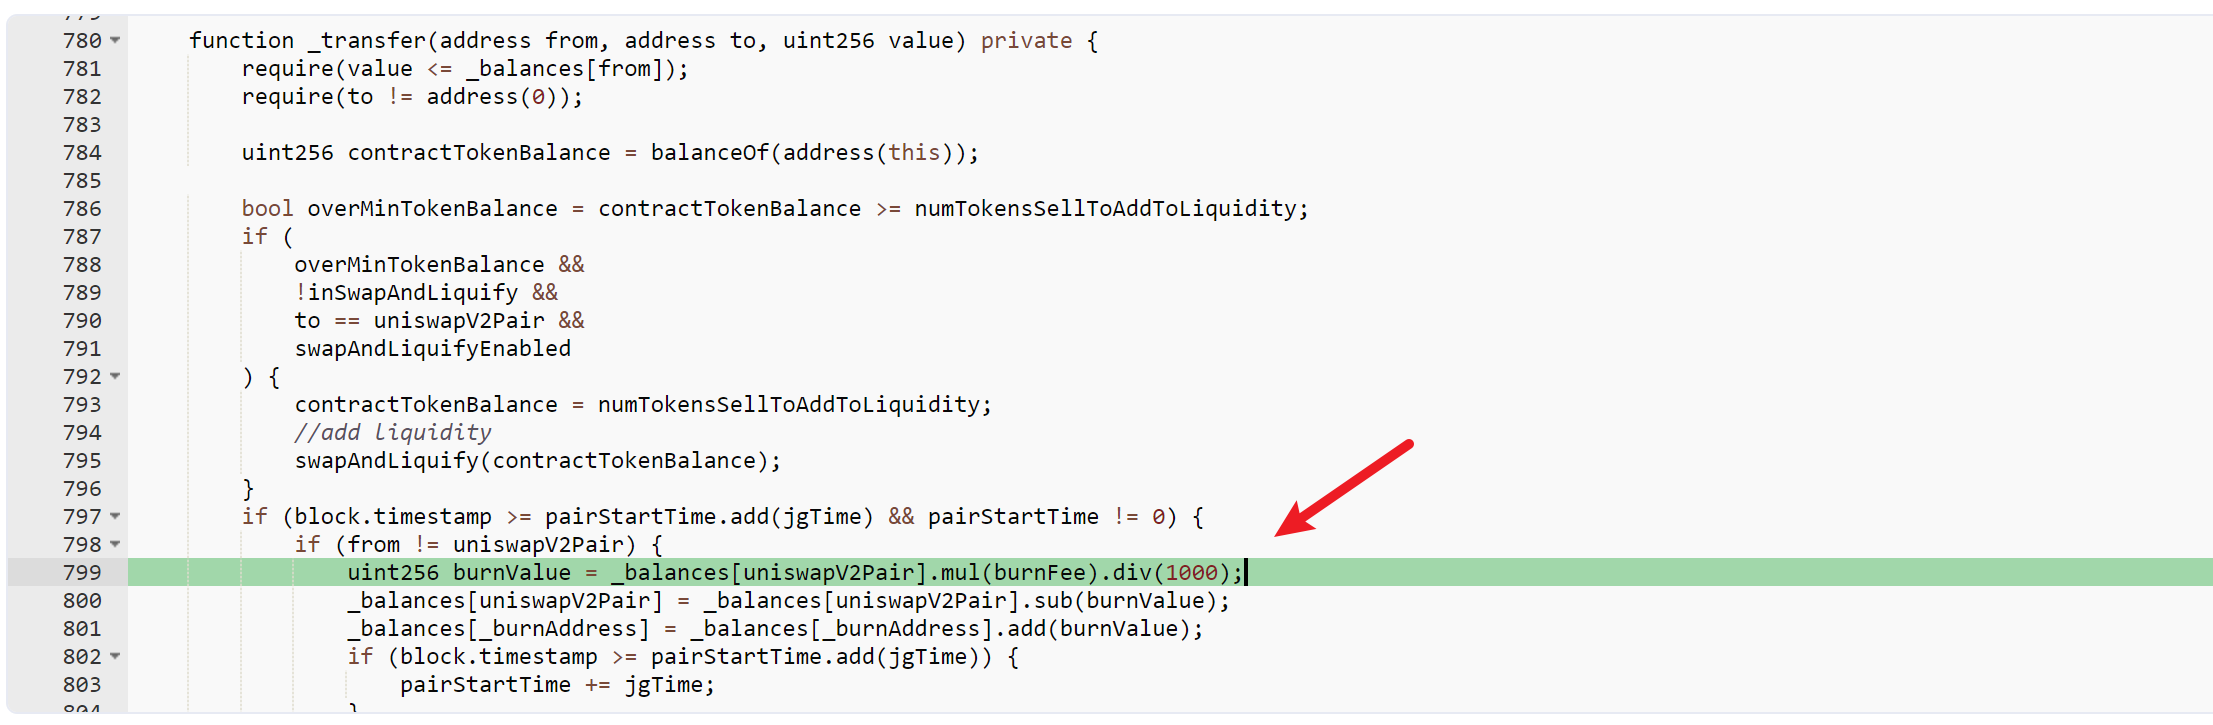 780 function _transfer(address from, address to, uint256 value) private {
781 require(value <= _balances[from]);
782 require(to != address(0));
783
784 uint256 contractTokenBalance = balanceOf(address(this));
785
786 bool overMinTokenBalance = contractTokenBalance >= numTokensSellToAddToLiquidity;
787 if (
788 overMinTokenBalance &&
789 !inSwapAndLiquify &&
790 to == uniswapV2Pair &&
791 swapAndLiquifyEnabled
792 ) {
793 contractTokenBalance = numTokensSellToAddToLiquidity;
794 //add liquidity
795 swapAndLiquify(contractTokenBalance);
796 }
797 if (block.timestamp >= pairStartTime.add(jgTime) && pairStartTime != 0) {
798 if (from != uniswapV2Pair) {
799 uint256 burnValue = _balances[uniswapV2Pair].mul(burnFee).div(1000);
800 _balances[uniswapV2Pair] = _balances[uniswapV2Pair].sub(burnValue);
801 _balances[_burnAddress] = _balances[_burnAddress].add(burnValue);
802 if (block.timestamp >= pairStartTime.add(jgTime)) {
803 pairStartTime += jgTime;
804 }